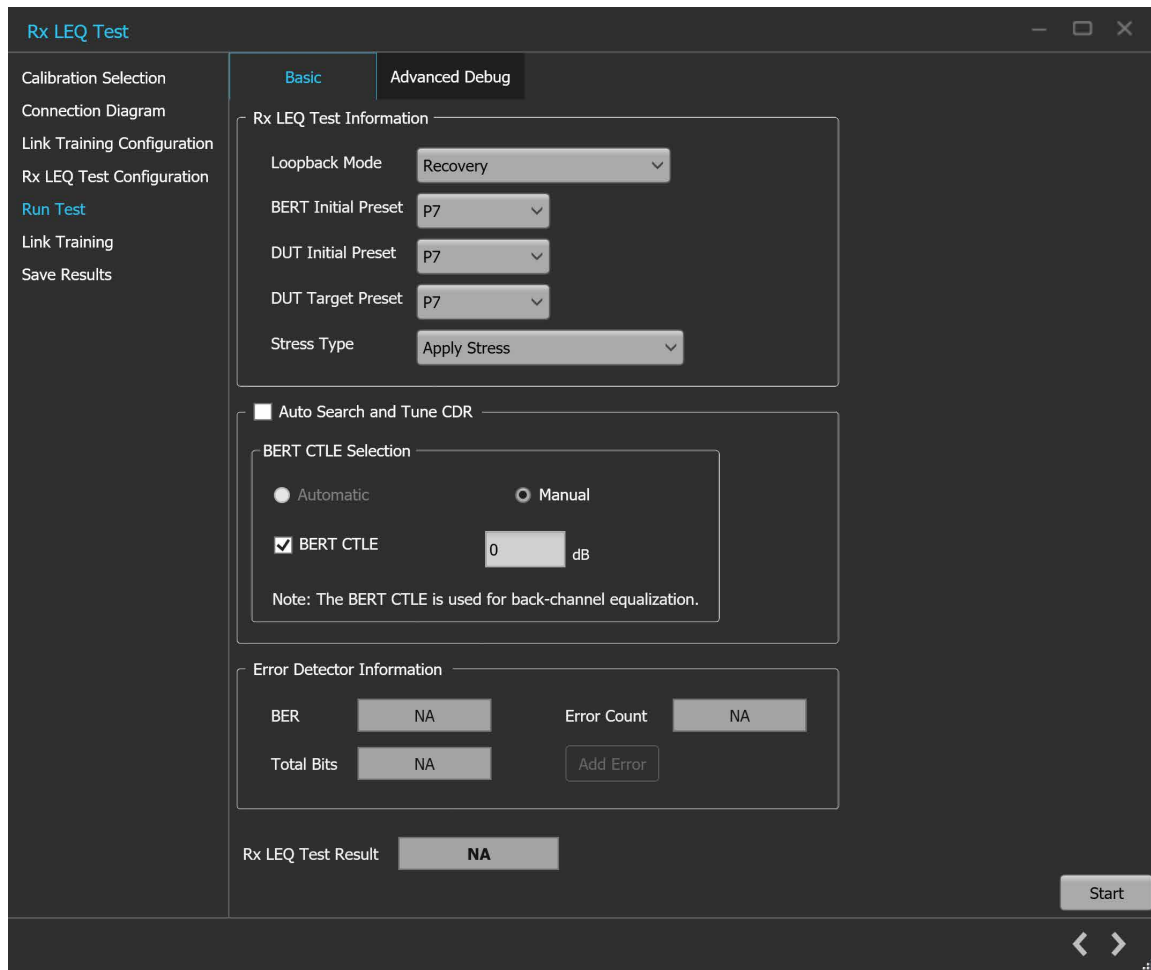 Rx LEQ Test
Calibration Selection
Connection Diagram
Link Training Configuration
Rx LEQ Test Configuration
Run Test
Link Training
Save Results
Basic
Advanced Debug
Rx LEQ Test Information
Loopback Mode Recovery
BERT Initial Preset P7
DUT Initial Preset P7
DUT Target Preset P7
Stress Type Apply Stress
Auto Search and Tune CDR
BERT CTLE Selection
Automatic Manual
BERT CTLE 0 dB
Note: The BERT CTLE is used for back-channel equalization.
Error Detector Information
BER NA Error Count NA
Total Bits NA Add Error
Rx LEQ Test Result NA
Start